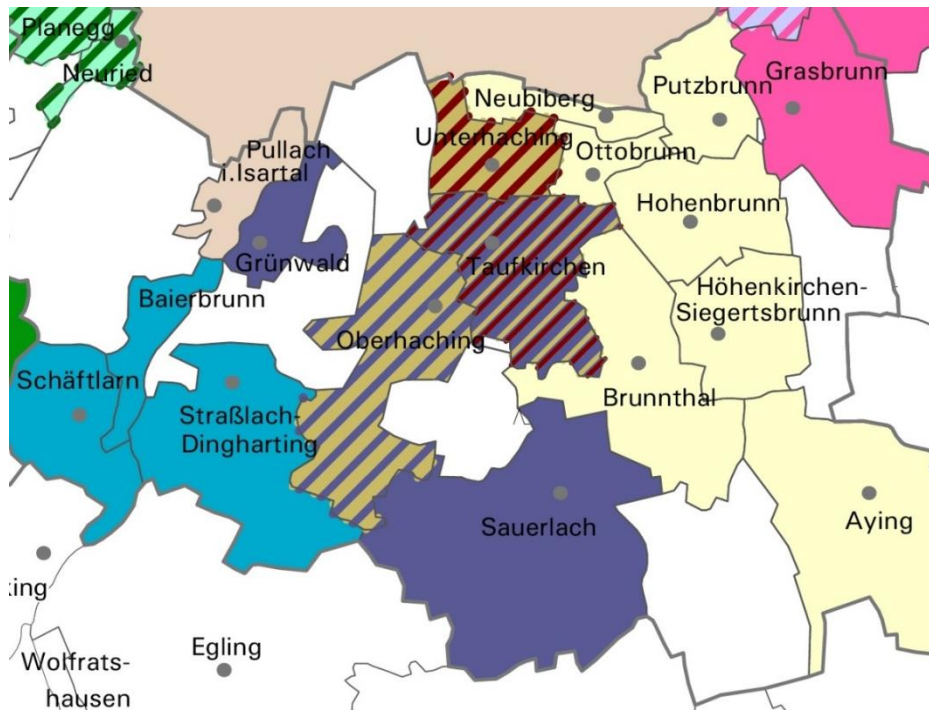 Planegg
Neuried
Grasbrunn
Putzbrunn
Neubiberg
Unterhaching
Ottobrunn
Pullach
i.Isartal
Hohenbrunn
Grünwald
Taufkirchen
Baierbrunn
Höhenkirchen-
Siegertsbrunn
Oberhaching
Schäftlarn
Brunnthal
Straßlach-
Dingharting
Sauerlach
Aying
king
Egling
Wolfrats-
hausen